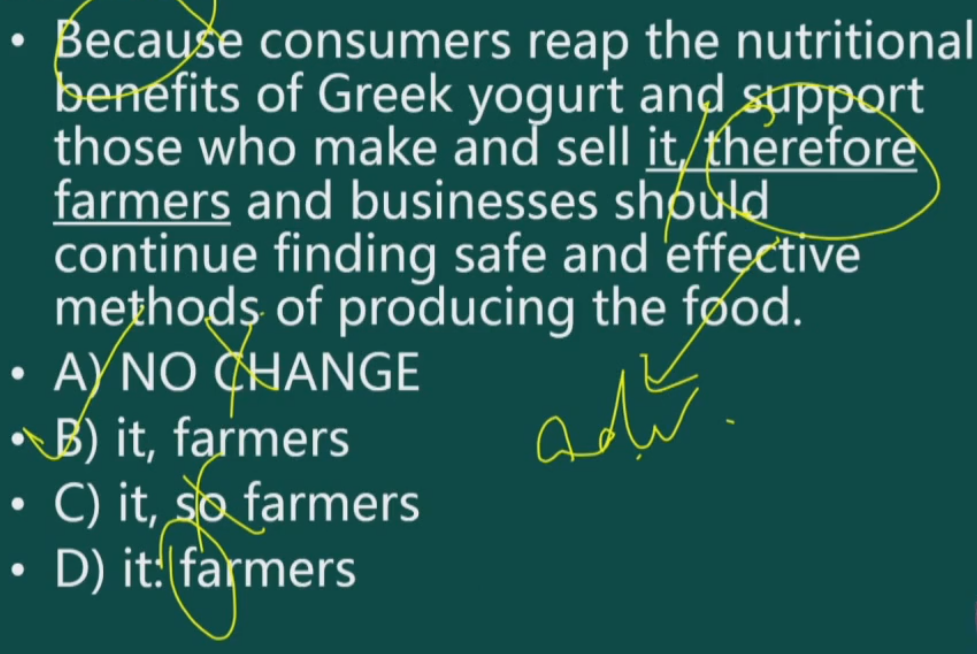 • Because consumers reap the nutritional
benefits of Greek yogurt and support
those who make and sell it, therefore
farmers and businesses should
continue finding safe and effective
methods of producing the food.
• A) NO CHANGE
• B) it, farmers
• C) it, so farmers
• D) it: farmers
adv.